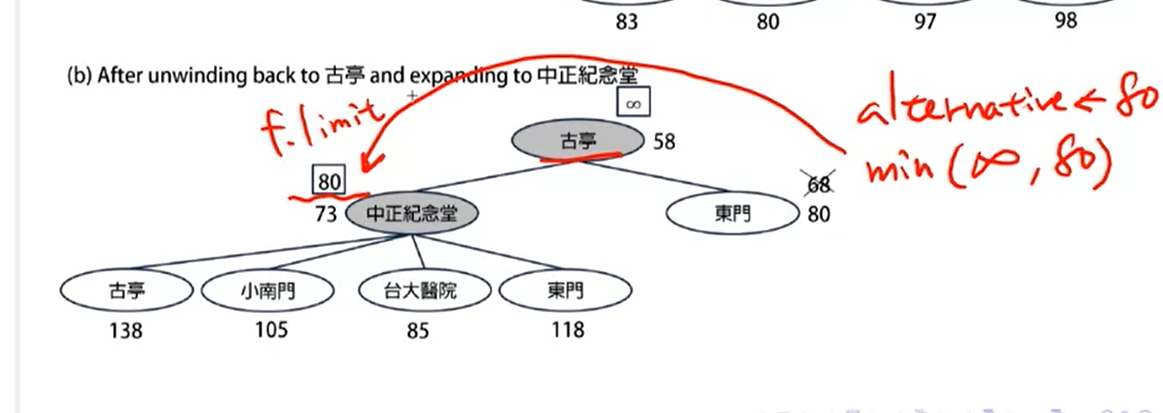 83 80 97 98
(b) After unwinding back to 古亭 and expanding to 中正紀念堂
∞
alternative ← 80
f.limit
古亭 58
min (∞, 80)
80
68
73 中正紀念堂 東門 80
古亭 小南門 台大醫院 東門
138 105 85 118